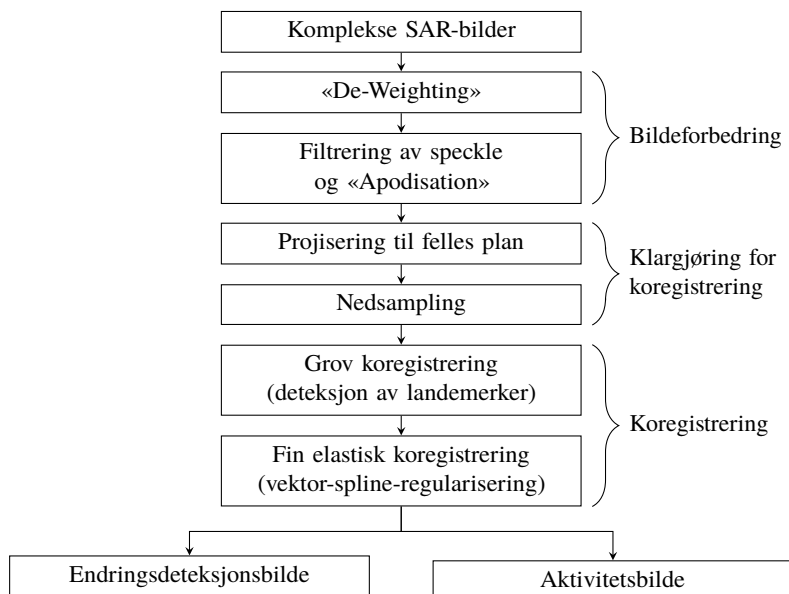 Komplekse SAR-bilder
«De-Weighting»
Filtrering av speckle
og «Apodisation»
Bildeforbedring
Projisering til felles plan
Nedsampling
Klargjøring for
koregistrering
Grov koregistrering
(deteksjon av landemerker)
Fin elastisk koregistrering
(vektor-spline-regularisering)
Koregistrering
Endringsdeteksjonsbilde
Aktivitetsbilde